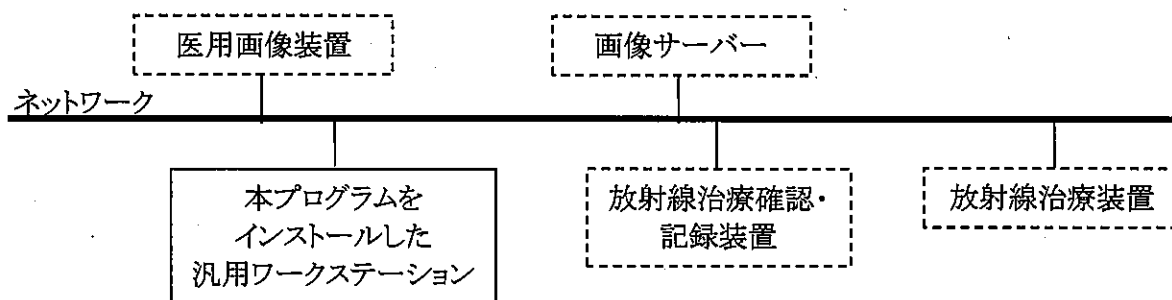 医用画像装置
画像サーバー
ネットワーク
本プログラムを
インストールした
汎用ワークステーション
放射線治療確認・
記録装置
放射線治療装置